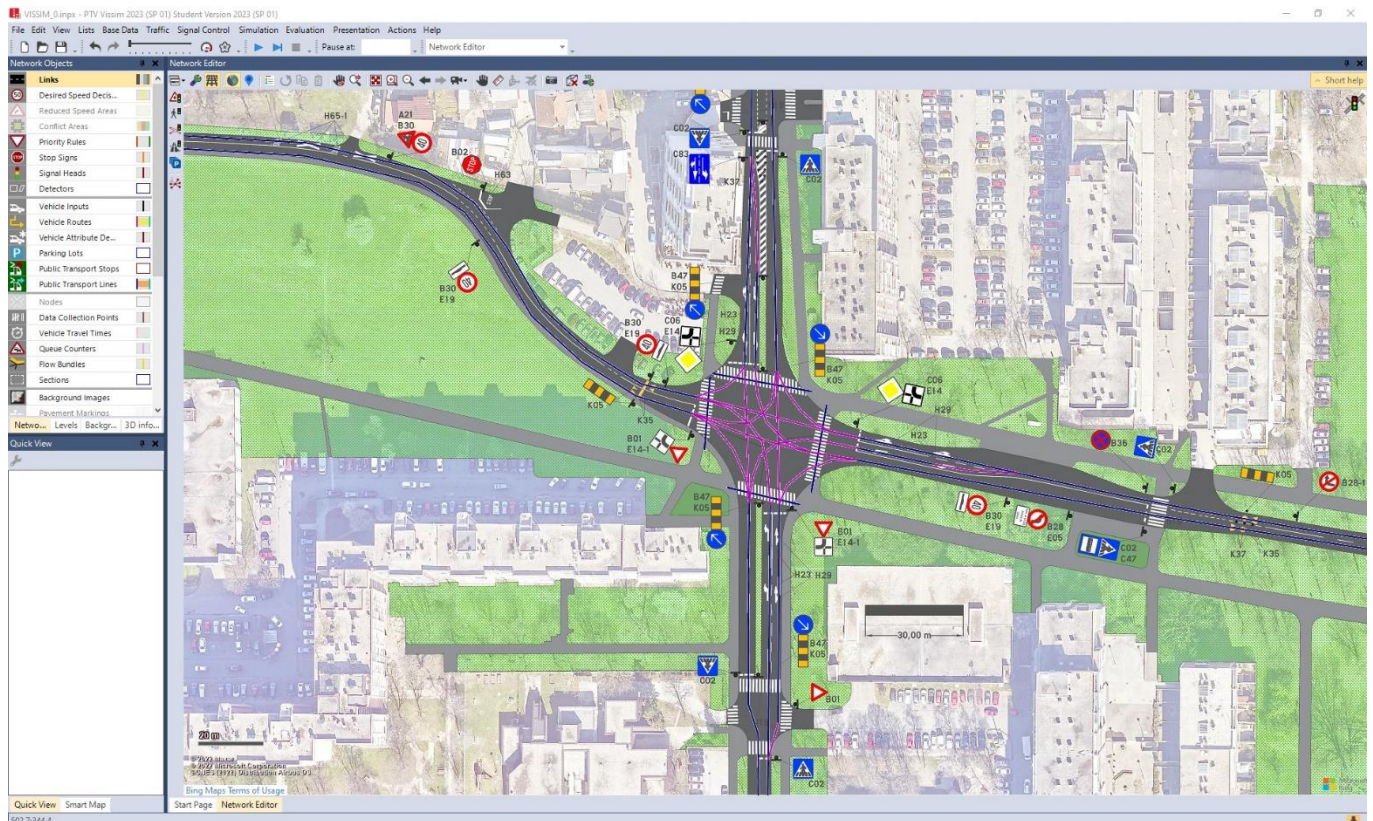 VISSIM_0.inpx - PTV Vissim 2023 (SP 01) Student Version 2023 (SP 01)
File Edit View Lists Base Data Traffic Signal Control Simulation Evaluation Presentation Actions Help
Pause at: Network Editor
Network Objects
Network Editor
Links
Desired Speed Decis...
Reduced Speed Areas
Conflict Areas
Priority Rules
Stop Signs
Signal Heads
Detectors
Vehicle Inputs
Vehicle Routes
Vehicle Attribute De...
Parking Lots
Public Transport Stops
Public Transport Lines
Nodes
Data Collection Points
Vehicle Travel Times
Queue Counters
Flow Bundles
Sections
Background Images
Pavement Markings
Netwo... Levels Backgr... 3D info...
Quick View
Quick View Smart Map
Short help
H65-1
A21
B30
B02
STOP
H63
C02
C83
K37
C02
B30
E19
B47
K05
B30
E19
C06
E14
H23
H29
B47
K05
C06
E14
H29
H23
K05
K35
B01
E14-1
B36
C02
K05
B28-1
B47
K05
B30
E19
B28
E05
B01
E14-1
C02
C47
K37 K35
H23 H29
30,00 m
B47
K05
C02
B01
C02
20 m
Bing Maps Terms of Usage
Start Page Network Editor